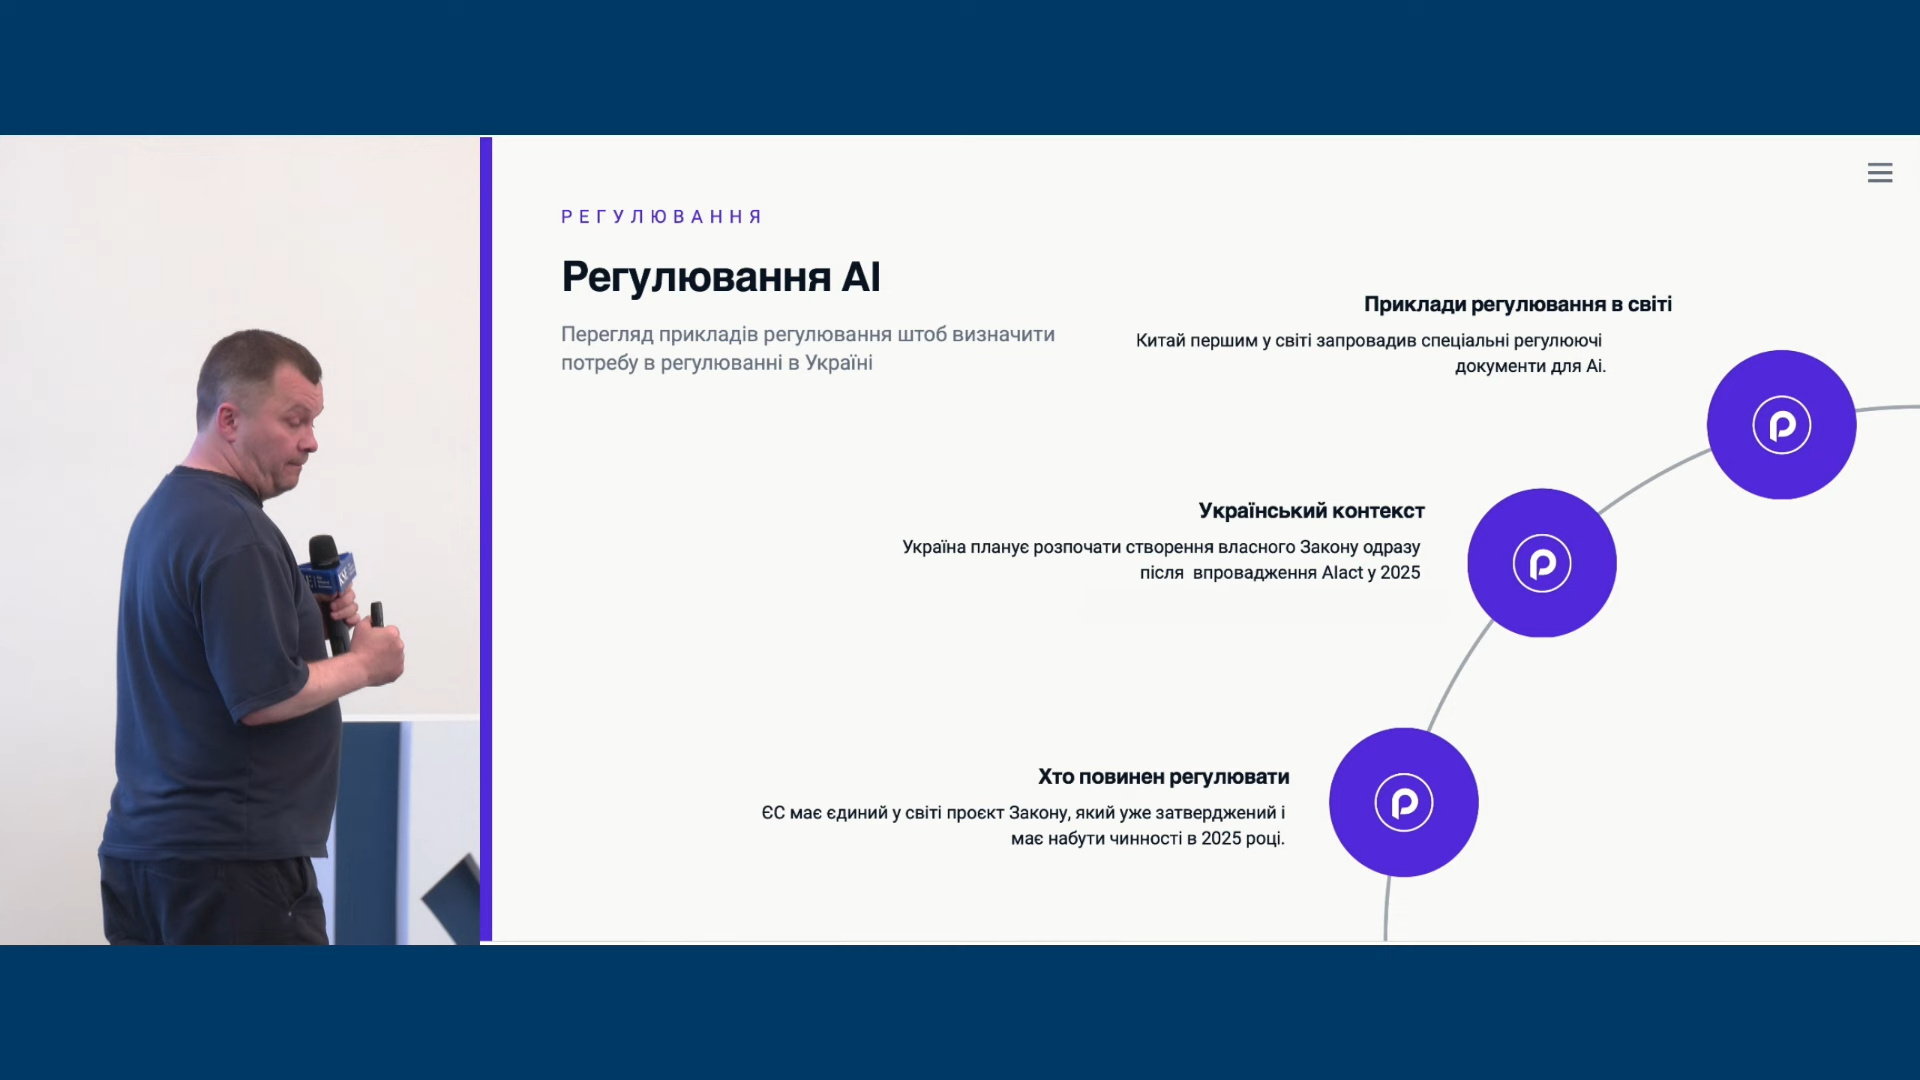 РЕГУЛЮВАННЯ
Регулювання AI
Перегляд прикладів регулювання штоб визначити
потребу в регулюванні в Україні
Приклади регулювання в світі
Китай першим у світі запровадив спеціальні регулюючі
документи для Ai.
Український контекст
Україна планує розпочати створення власного Закону одразу
після  впровадження AIact у 2025
Хто повинен регулювати
ЄС має єдиний у світі проєкт Закону, який уже затверджений і
має набути чинності в 2025 році.